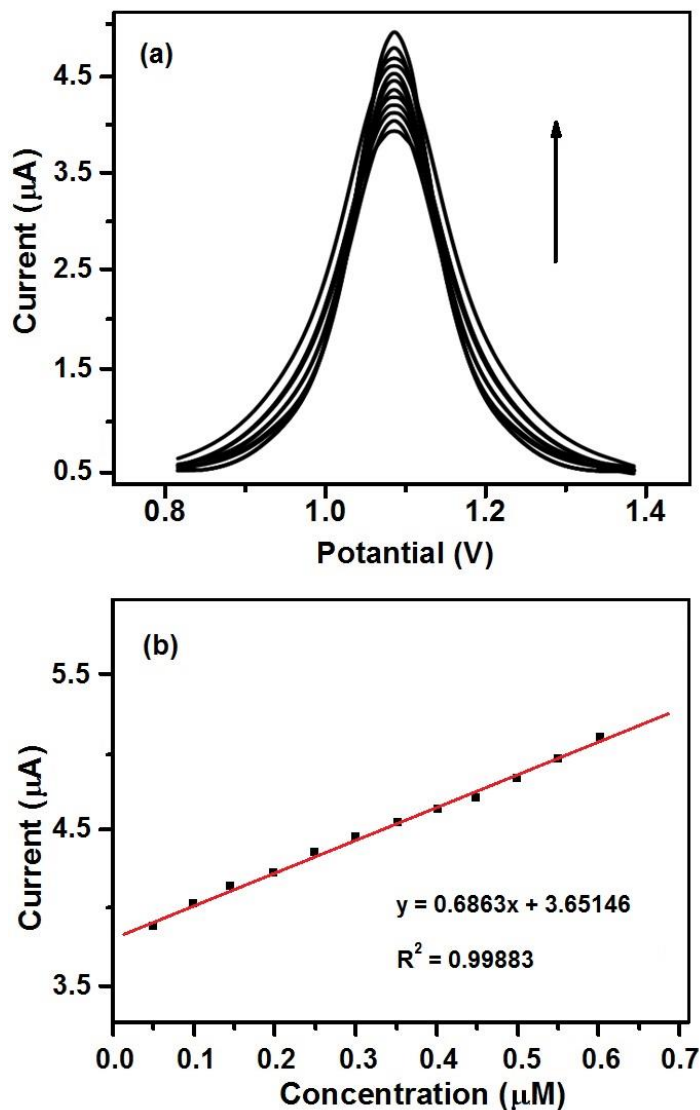 (a)
4.5
3.5
2.5
1.5
0.5
Current (μA)
0.8 1.0 1.2 1.4
Potantial (V)
(b)
5.5
4.5
3.5
Current (μA)
y = 0.6863x + 3.65146
R² = 0.99883
0.0 0.1 0.2 0.3 0.4 0.5 0.6 0.7
Concentration (μM)